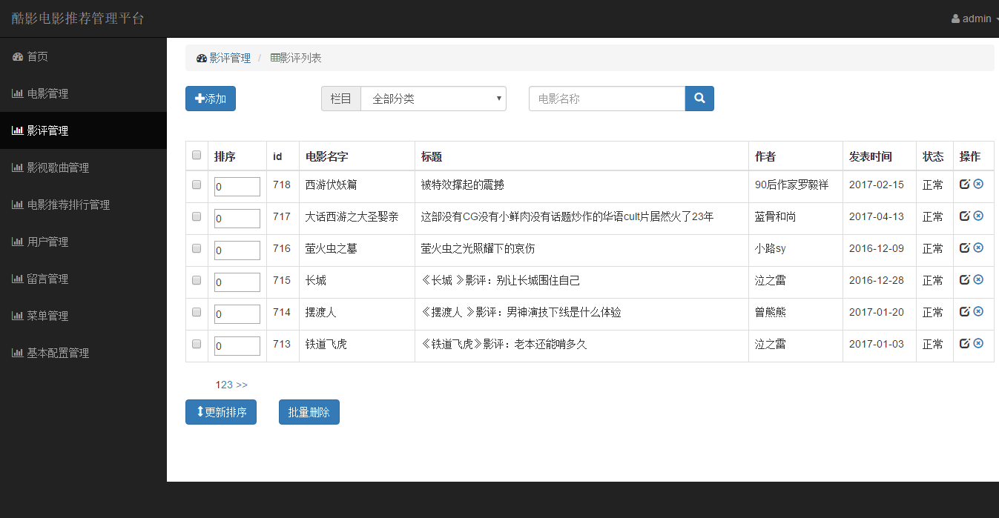 酷影电影推荐管理平台 admin
首页
电影管理
影评管理
影视歌曲管理
电影推荐排行管理
用户管理
留言管理
菜单管理
基本配置管理
影评管理 / 影评列表
添加 栏目 全部分类 电影名称
排序 id 电影名字 标题 作者 发表时间 状态 操作
0 718 西游伏妖篇 被特效撑起的震撼 90后作家罗毅祥 2017-02-15 正常
0 717 大话西游之大圣娶亲 这部没有CG没有小鲜肉没有话题炒作的华语cult片居然火了23年 蓝骨和尚 2017-04-13 正常
0 716 萤火虫之墓 萤火虫之光照耀下的哀伤 小路sy 2016-12-09 正常
0 715 长城 《长城 》影评：别让长城围住自己 泣之雷 2016-12-28 正常
0 714 摆渡人 《摆渡人 》影评：男神演技下线是什么体验 曾熊熊 2017-01-20 正常
0 713 铁道飞虎 《铁道飞虎》影评：老本还能啃多久 泣之雷 2017-01-03 正常
123 >>
更新排序 批量删除